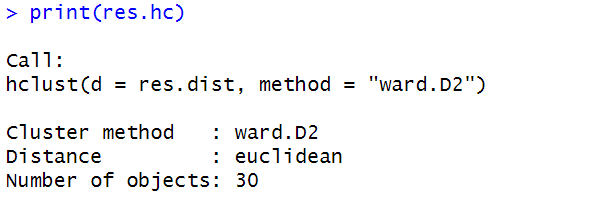 > print(res.hc)
Call:
hclust(d = res.dist, method = "ward.D2")
Cluster method   : ward.D2
Distance         : euclidean
Number of objects: 30